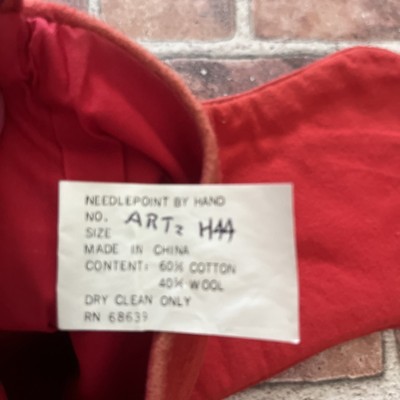 NEEDLEPOINT BY HAND
NO. ART2 H44
SIZE
MADE IN CHINA
CONTENT: 60% COTTON
40% WOOL
DRY CLEAN ONLY
RN 68639